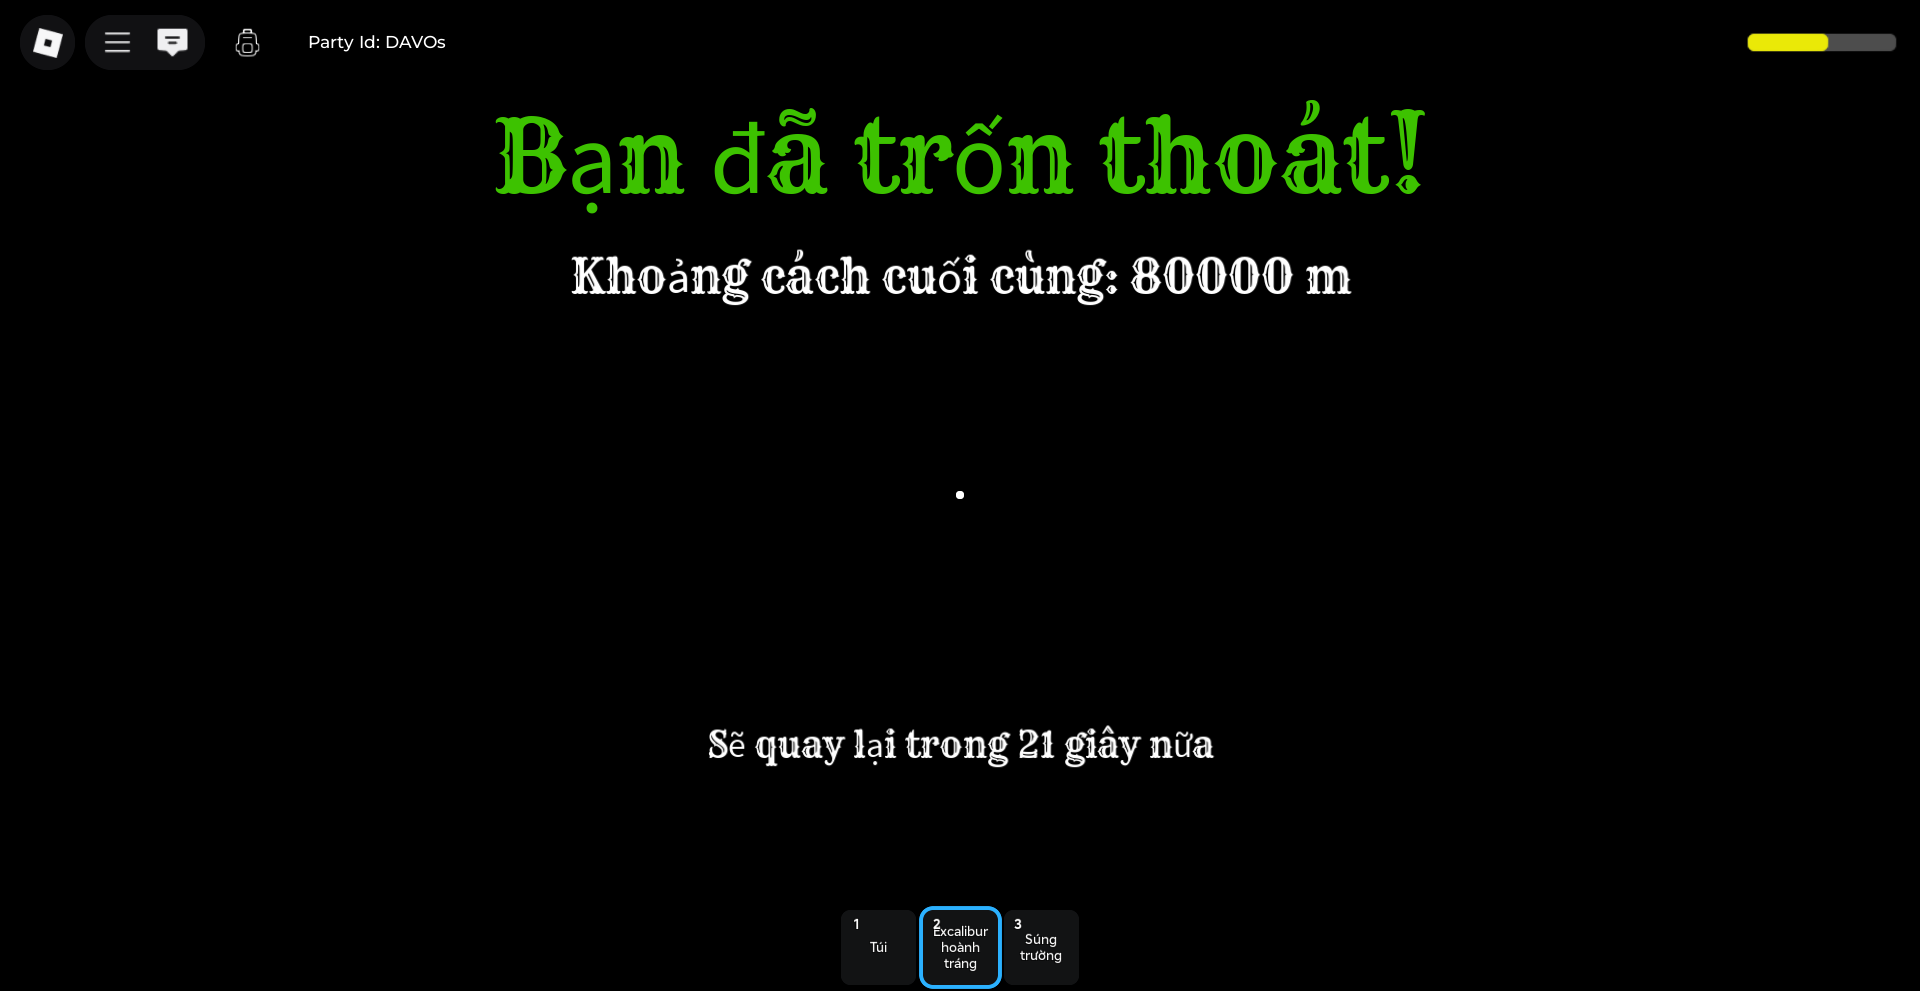 Party Id: DAVOs
Bạn đã trốn thoát!
Khoảng cách cuối cùng: 80000 m
Sẽ quay lại trong 21 giây nữa
1
Túi
2
Excalibur
hoành
tráng
3
Súng
trường